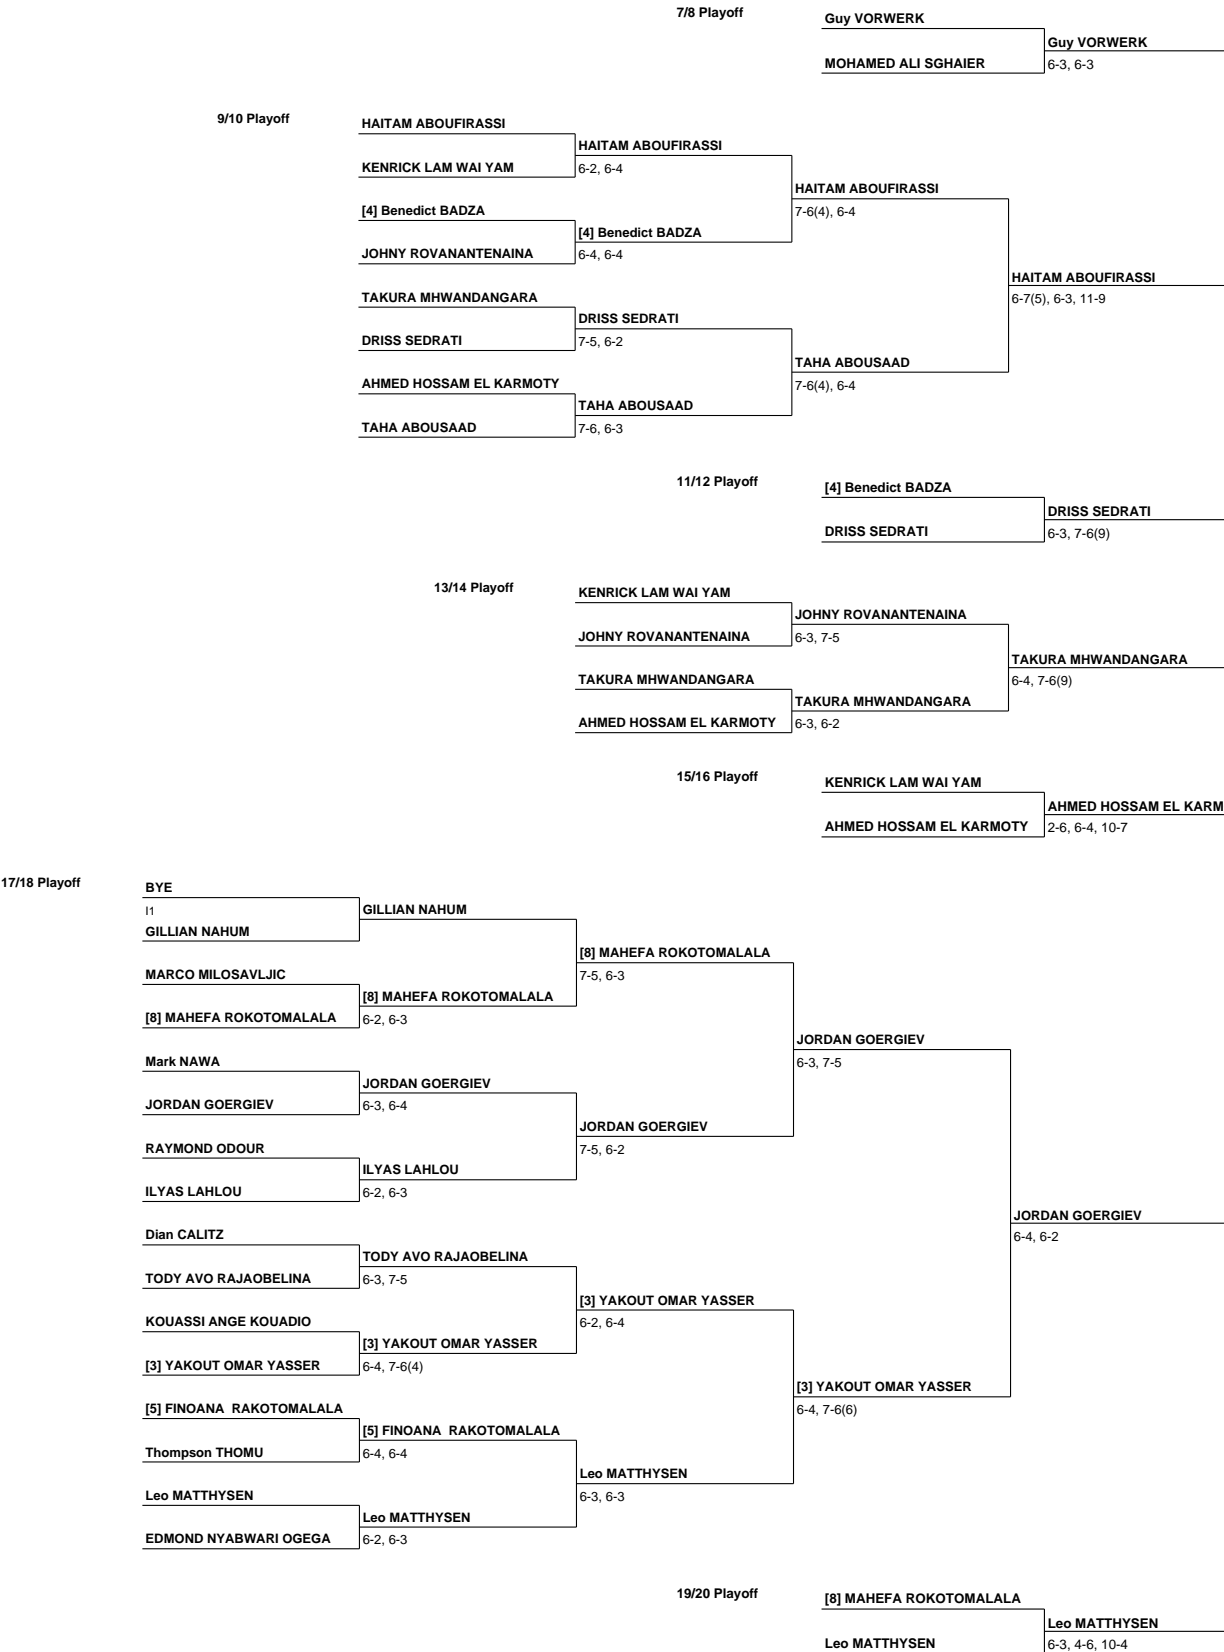 7/8 Playoff
Guy VORWERK
Guy VORWERK
MOHAMED ALI SGHAIER
6-3, 6-3
9/10 Playoff
HAITAM ABOUFIRASSI
HAITAM ABOUFIRASSI
KENRICK LAM WAI YAM
6-2, 6-4
HAITAM ABOUFIRASSI
[4] Benedict BADZA
7-6(4), 6-4
[4] Benedict BADZA
JOHNY ROVANANTENAINA
6-4, 6-4
HAITAM ABOUFIRASSI
TAKURA MHWANDANGARA
6-7(5), 6-3, 11-9
DRISS SEDRATI
DRISS SEDRATI
7-5, 6-2
TAHA ABOUSAAD
AHMED HOSSAM EL KARMOTY
7-6(4), 6-4
TAHA ABOUSAAD
TAHA ABOUSAAD
7-6, 6-3
11/12 Playoff
[4] Benedict BADZA
DRISS SEDRATI
DRISS SEDRATI
6-3, 7-6(9)
13/14 Playoff
KENRICK LAM WAI YAM
JOHNY ROVANANTENAINA
JOHNY ROVANANTENAINA
6-3, 7-5
TAKURA MHWANDANGARA
TAKURA MHWANDANGARA
6-4, 7-6(9)
TAKURA MHWANDANGARA
AHMED HOSSAM EL KARMOTY
6-3, 6-2
15/16 Playoff
KENRICK LAM WAI YAM
AHMED HOSSAM EL KARM
AHMED HOSSAM EL KARMOTY
2-6, 6-4, 10-7
17/18 Playoff
BYE
I1
GILLIAN NAHUM
GILLIAN NAHUM
[8] MAHEFA ROKOTOMALALA
MARCO MILOSAVLJIC
7-5, 6-3
[8] MAHEFA ROKOTOMALALA
[8] MAHEFA ROKOTOMALALA
6-2, 6-3
JORDAN GOERGIEV
Mark NAWA
6-3, 7-5
JORDAN GOERGIEV
JORDAN GOERGIEV
6-3, 6-4
JORDAN GOERGIEV
RAYMOND ODOUR
7-5, 6-2
ILYAS LAHLOU
ILYAS LAHLOU
6-2, 6-3
JORDAN GOERGIEV
Dian CALITZ
6-4, 6-2
TODY AVO RAJAOBELINA
TODY AVO RAJAOBELINA
6-3, 7-5
[3] YAKOUT OMAR YASSER
KOUASSI ANGE KOUADIO
6-2, 6-4
[3] YAKOUT OMAR YASSER
[3] YAKOUT OMAR YASSER
6-4, 7-6(4)
[3] YAKOUT OMAR YASSER
[5] FINOANA RAKOTOMALALA
6-4, 7-6(6)
[5] FINOANA RAKOTOMALALA
Thompson THOMU
6-4, 6-4
Leo MATTHYSEN
Leo MATTHYSEN
6-3, 6-3
Leo MATTHYSEN
EDMOND NYABWARI OGEGA
6-2, 6-3
19/20 Playoff
[8] MAHEFA ROKOTOMALALA
Leo MATTHYSEN
Leo MATTHYSEN
6-3, 4-6, 10-4